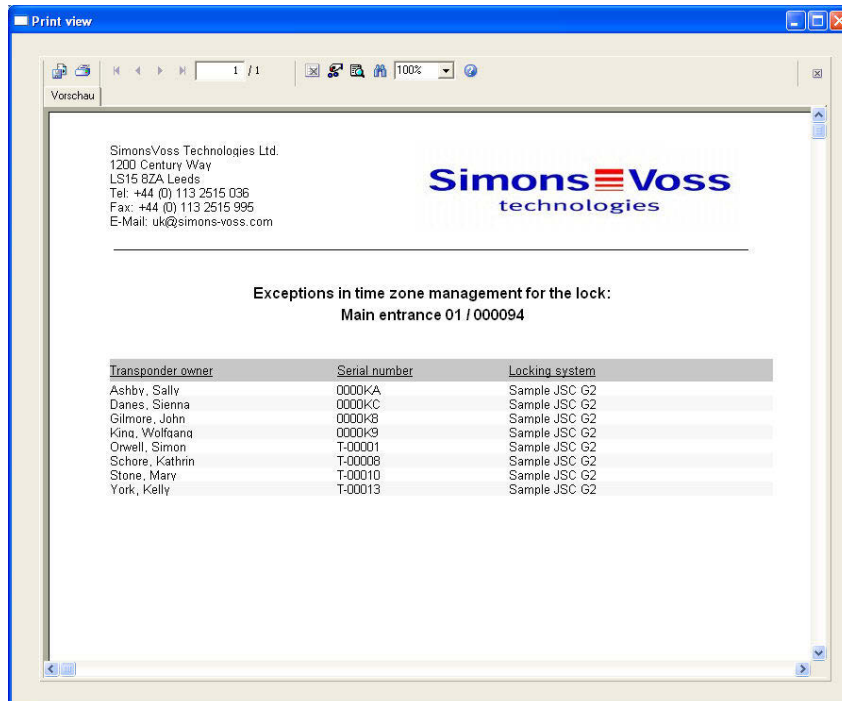 Print view
1 / 1
100%
Vorschau
SimonsVoss Technologies Ltd.
1200 Century Way
LS15 8ZA Leeds
Tel: +44 (0) 113 2515 036
Fax: +44 (0) 113 2515 995
E-Mail: uk@simons-voss.com
Simons Voss
technologies
Exceptions in time zone management for the lock:
Main entrance 01 / 000094
Transponder owner Serial number Locking system
Ashby, Sally 0000KA Sample JSC G2
Danes, Sienna 0000KC Sample JSC G2
Gilmore, John 0000K8 Sample JSC G2
King, Wolfgang 0000K9 Sample JSC G2
Orwell, Simon T-00001 Sample JSC G2
Schore, Kathrin T-00008 Sample JSC G2
Stone, Mary T-00010 Sample JSC G2
York, Kelly T-00013 Sample JSC G2